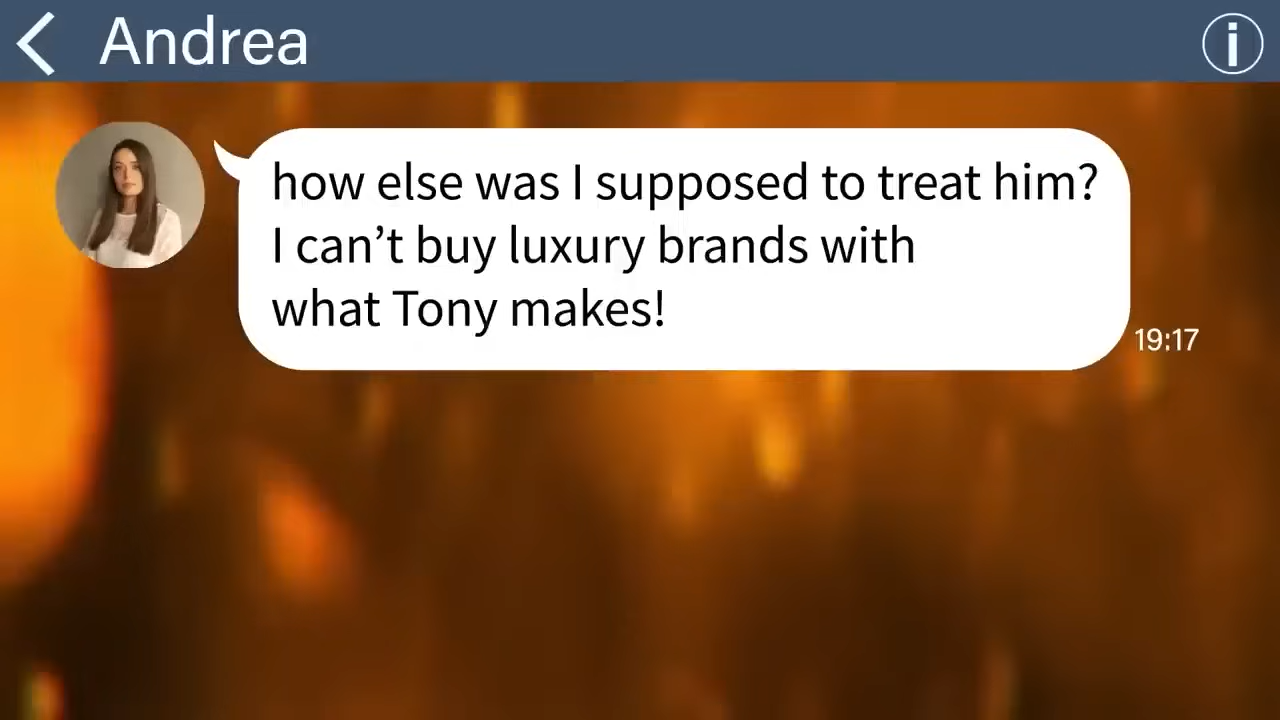 Andrea
how else was I supposed to treat him?
I can’t buy luxury brands with
what Tony makes!
19:17